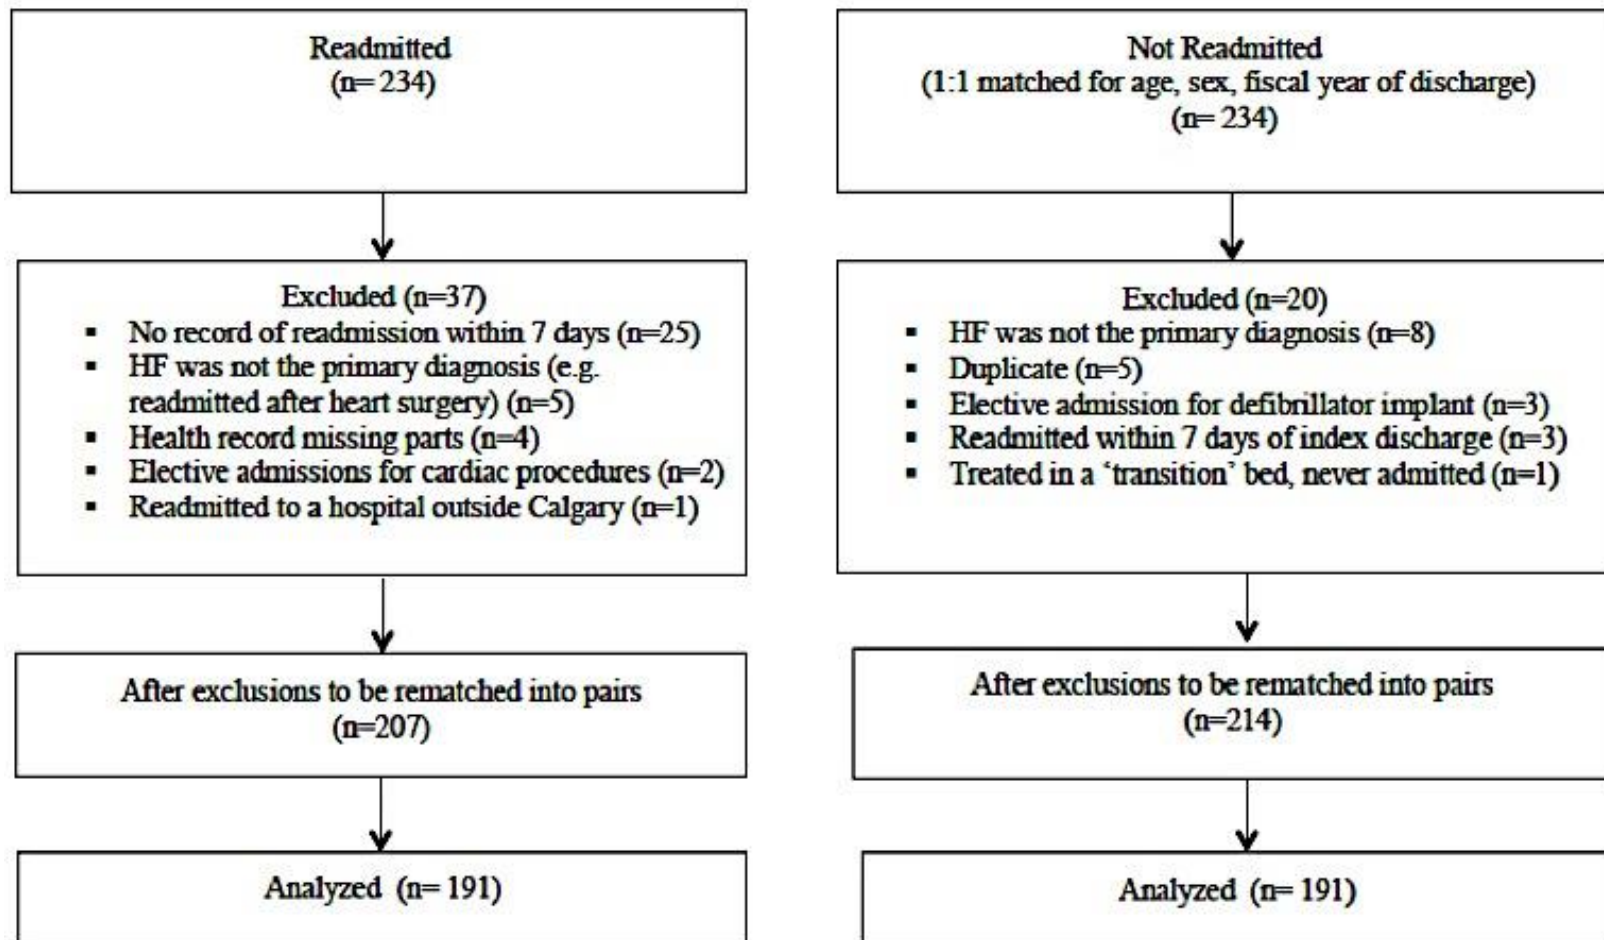 Readmitted
(n= 234)
Not Readmitted
(1:1 matched for age, sex, fiscal year of discharge)
(n= 234)
Excluded (n=37)
▪ No record of readmission within 7 days (n=25)
▪ HF was not the primary diagnosis (e.g.
readmitted after heart surgery) (n=5)
▪ Health record missing parts (n=4)
▪ Elective admissions for cardiac procedures (n=2)
▪ Readmitted to a hospital outside Calgary (n=1)
Excluded (n=20)
▪ HF was not the primary diagnosis (n=8)
▪ Duplicate (n=5)
▪ Elective admission for defibrillator implant (n=3)
▪ Readmitted within 7 days of index discharge (n=3)
▪ Treated in a ‘transition’ bed, never admitted (n=1)
After exclusions to be rematched into pairs
(n=207)
After exclusions to be rematched into pairs
(n=214)
Analyzed (n= 191)
Analyzed (n= 191)